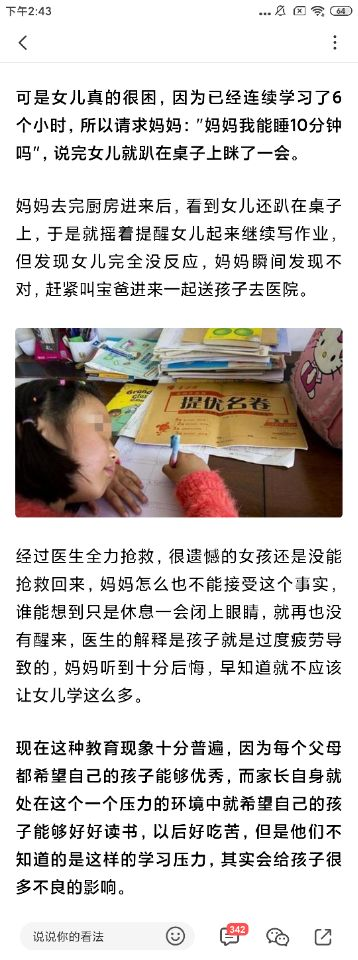 下午2:43
64
可是女儿真的很困，因为已经连续学习了6
个小时，所以请求妈妈：”妈妈我能睡10分钟
吗”，说完女儿就趴在桌子上眯了一会。
妈妈去完厨房进来后，看到女儿还趴在桌子
上，于是就摇着提醒女儿起来继续写作业，
但发现女儿完全没反应，妈妈瞬间发现不
对，赶紧叫宝爸进来一起送孩子去医院。
提优名卷
经过医生全力抢救，很遗憾的女孩还是没能
抢救回来，妈妈怎么也不能接受这个事实，
谁能想到只是休息一会闭上眼睛，就再也没
有醒来，医生的解释是孩子就是过度疲劳导
致的，妈妈听到十分后悔，早知道就不应该
让女儿学这么多。
现在这种教育现象十分普遍，因为每个父母
都希望自己的孩子能够优秀，而家长自身就
处在这个一个压力的环境中就希望自己的孩
子能够好好读书，以后好吃苦，但是他们不
知道的是这样的学习压力，其实会给孩子很
多不良的影响。
说说你的看法
342